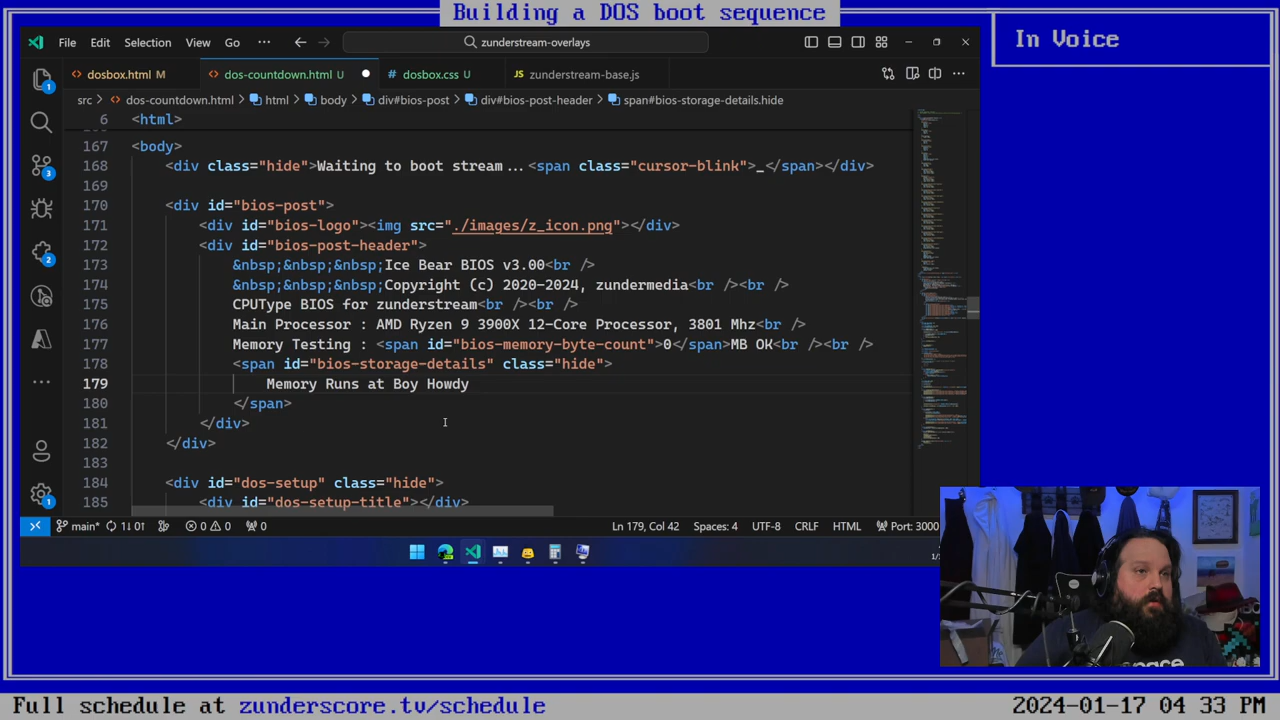 Building a DOS boot sequence
In Voice
File Edit Selection View Go ··· zunderstream-overlays
dosbox.html M dos-countdown.html U dosbox.css U zunderstream-base.js
src > dos-countdown.html > html > body > div#bios-post > div#bios-post-header > span#bios-storage-details.hide
6 <html>
167 <body>
168 <div class="hide">Waiting to boot stream...<span class="cursor-blink">_</span></div>
169
170 <div id="bios-post">
171 <div id="bios-logo"><img src="./images/z_icon.png"></div>
172 <div id="bios-post-header">
173 &nbsp;&nbsp;&nbsp;
174 &nbsp;&nbsp;&nbsp;Copyright (C) 2020-2024, zundermedia<br /><br />
175 CPUType BIOS for zunderstream<br /><br />
176 Main Processor : AMD Ryzen 9 Processor, 3801 Mhz<br />
177 Memory Testing : <span id="bios-memory-byte-count">0</span>MB OK<br /><br />
178 <span id="bios-storage-details" class="hide">
179 Memory Runs at Boy Howdy
180 span>
181 </div>
182 </div>
183
184 <div id="dos-setup" class="hide">
185 <div id="dos-setup-title"></div>
main* 1↓ 0↑ 0 0 0 Ln 179, Col 42 Spaces: 4 UTF-8 CRLF HTML Port: 3000
Full schedule at zunderscore.tv/schedule
2024-01-17 04 33 PM